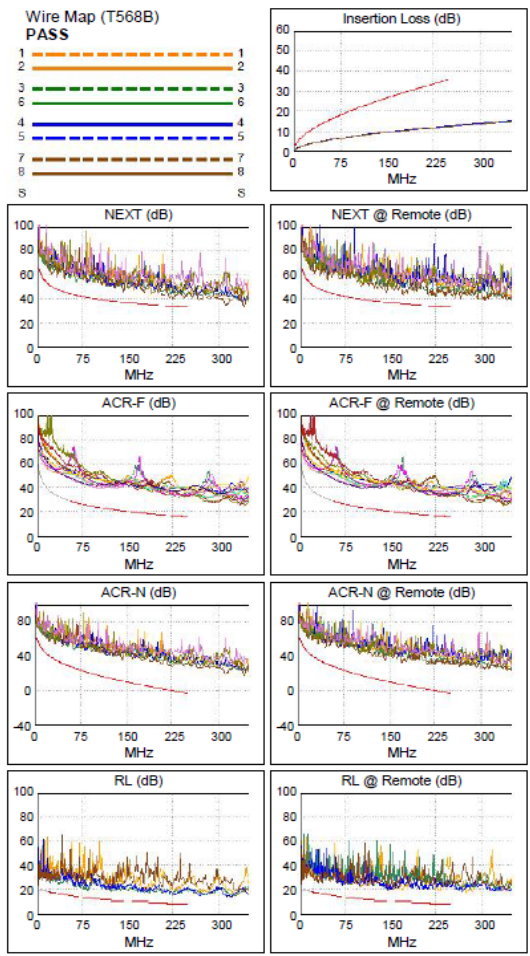 Wire Map (T568B)
PASS
1 1
2 2
3 3
6 6
4 4
5 5
7 7
8 8
S S
Insertion Loss (dB)
60
50
40
30
20
10
0
0 75 150 225 300
MHz
NEXT (dB)
100
80
60
40
20
0
0 75 150 225 300
MHz
NEXT @ Remote (dB)
100
80
60
40
20
0
0 75 150 225 300
MHz
ACR-F (dB)
100
80
60
40
20
0
0 75 150 225 300
MHz
ACR-F @ Remote (dB)
100
80
60
40
20
0
0 75 150 225 300
MHz
ACR-N (dB)
80
40
0
-40
0 75 150 225 300
MHz
ACR-N @ Remote (dB)
80
40
0
-40
0 75 150 225 300
MHz
RL (dB)
100
80
60
40
20
0
0 75 150 225 300
MHz
RL @ Remote (dB)
100
80
60
40
20
0
0 75 150 225 300
MHz